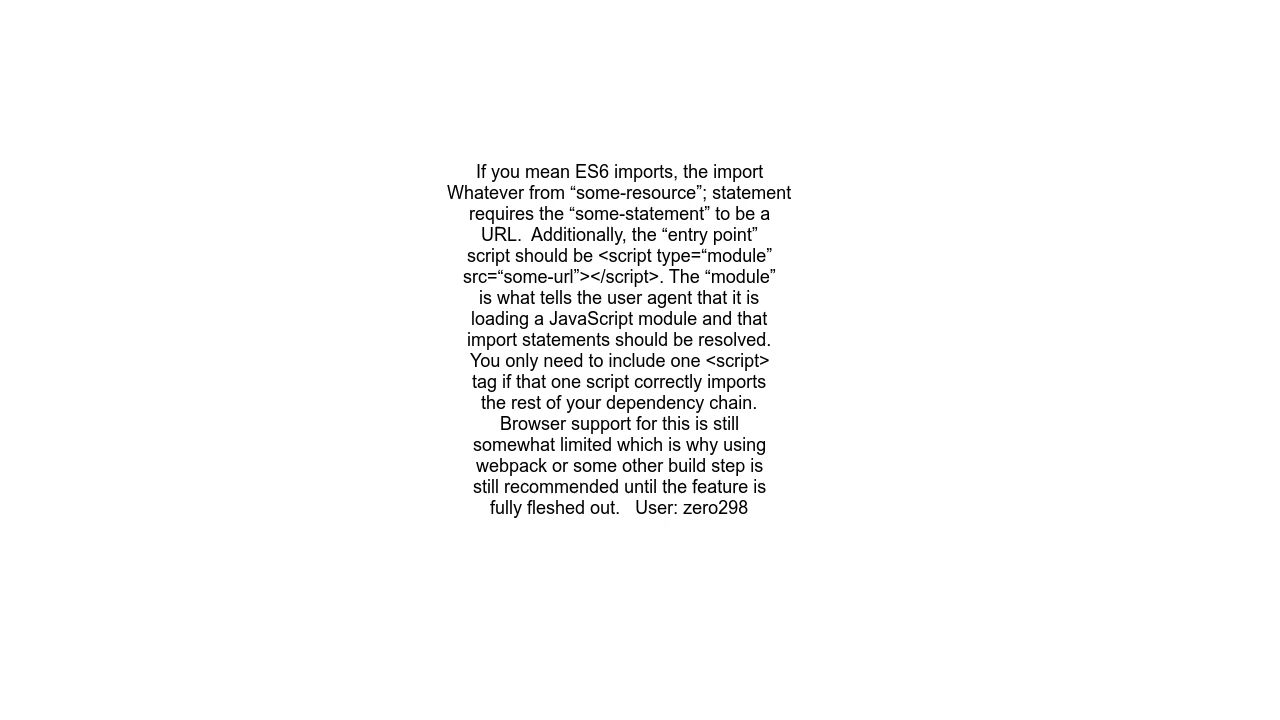 If you mean ES6 imports, the import
Whatever from “some-resource”; statement
requires the “some-statement” to be a
URL.  Additionally, the “entry point”
script should be <script type=“module”
src=“some-url”></script>. The “module”
is what tells the user agent that it is
loading a JavaScript module and that
import statements should be resolved.
You only need to include one <script>
tag if that one script correctly imports
the rest of your dependency chain.
Browser support for this is still
somewhat limited which is why using
webpack or some other build step is
still recommended until the feature is
fully fleshed out.   User: zero298